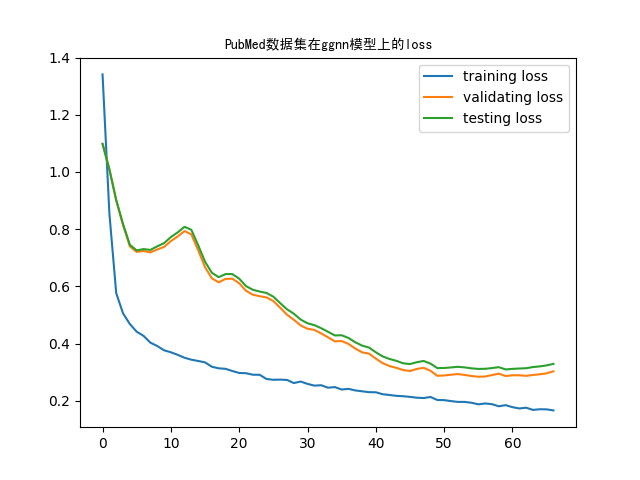 PubMed数据集在ggnn模型上的loss
1.4
1.2
1.0
0.8
0.6
0.4
0.2
training loss
validating loss
testing loss
0 10 20 30 40 50 60